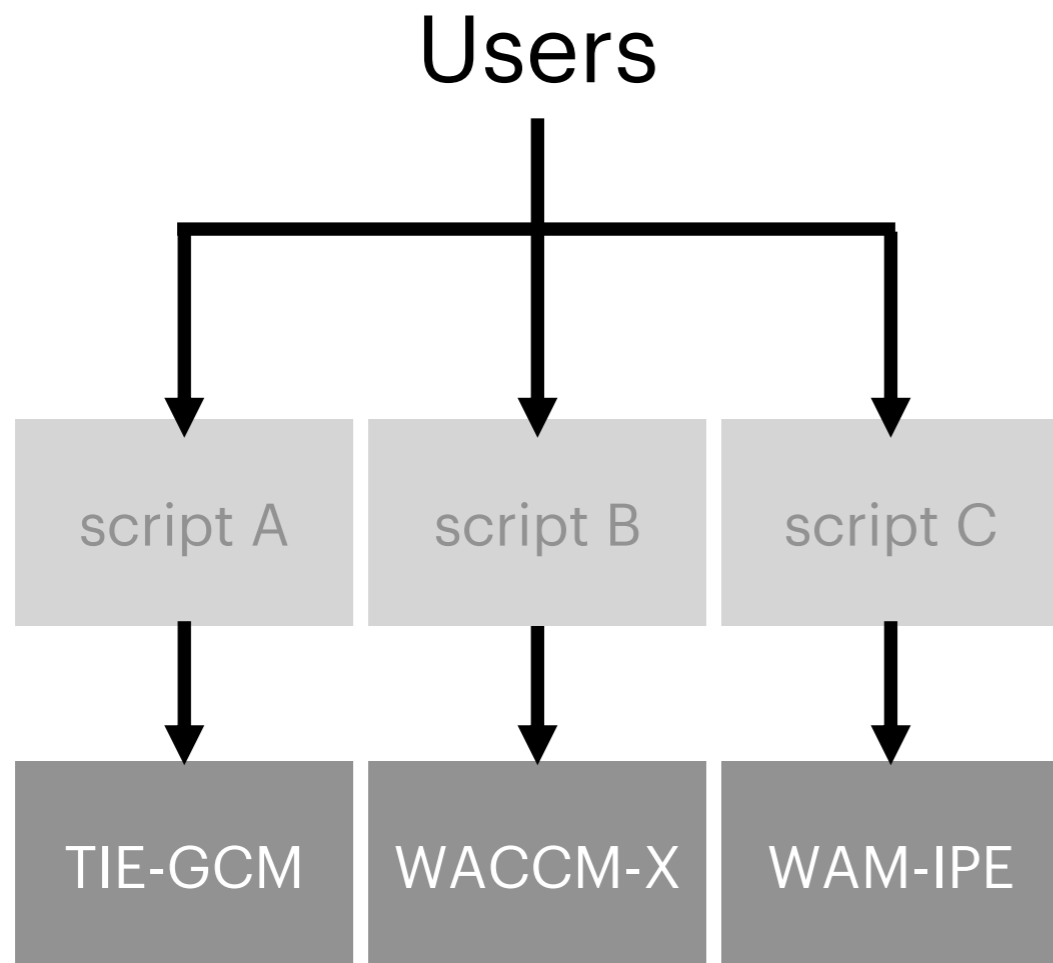 Users
script A
script B
script C
TIE-GCM
WACCM-X
WAM-IPE